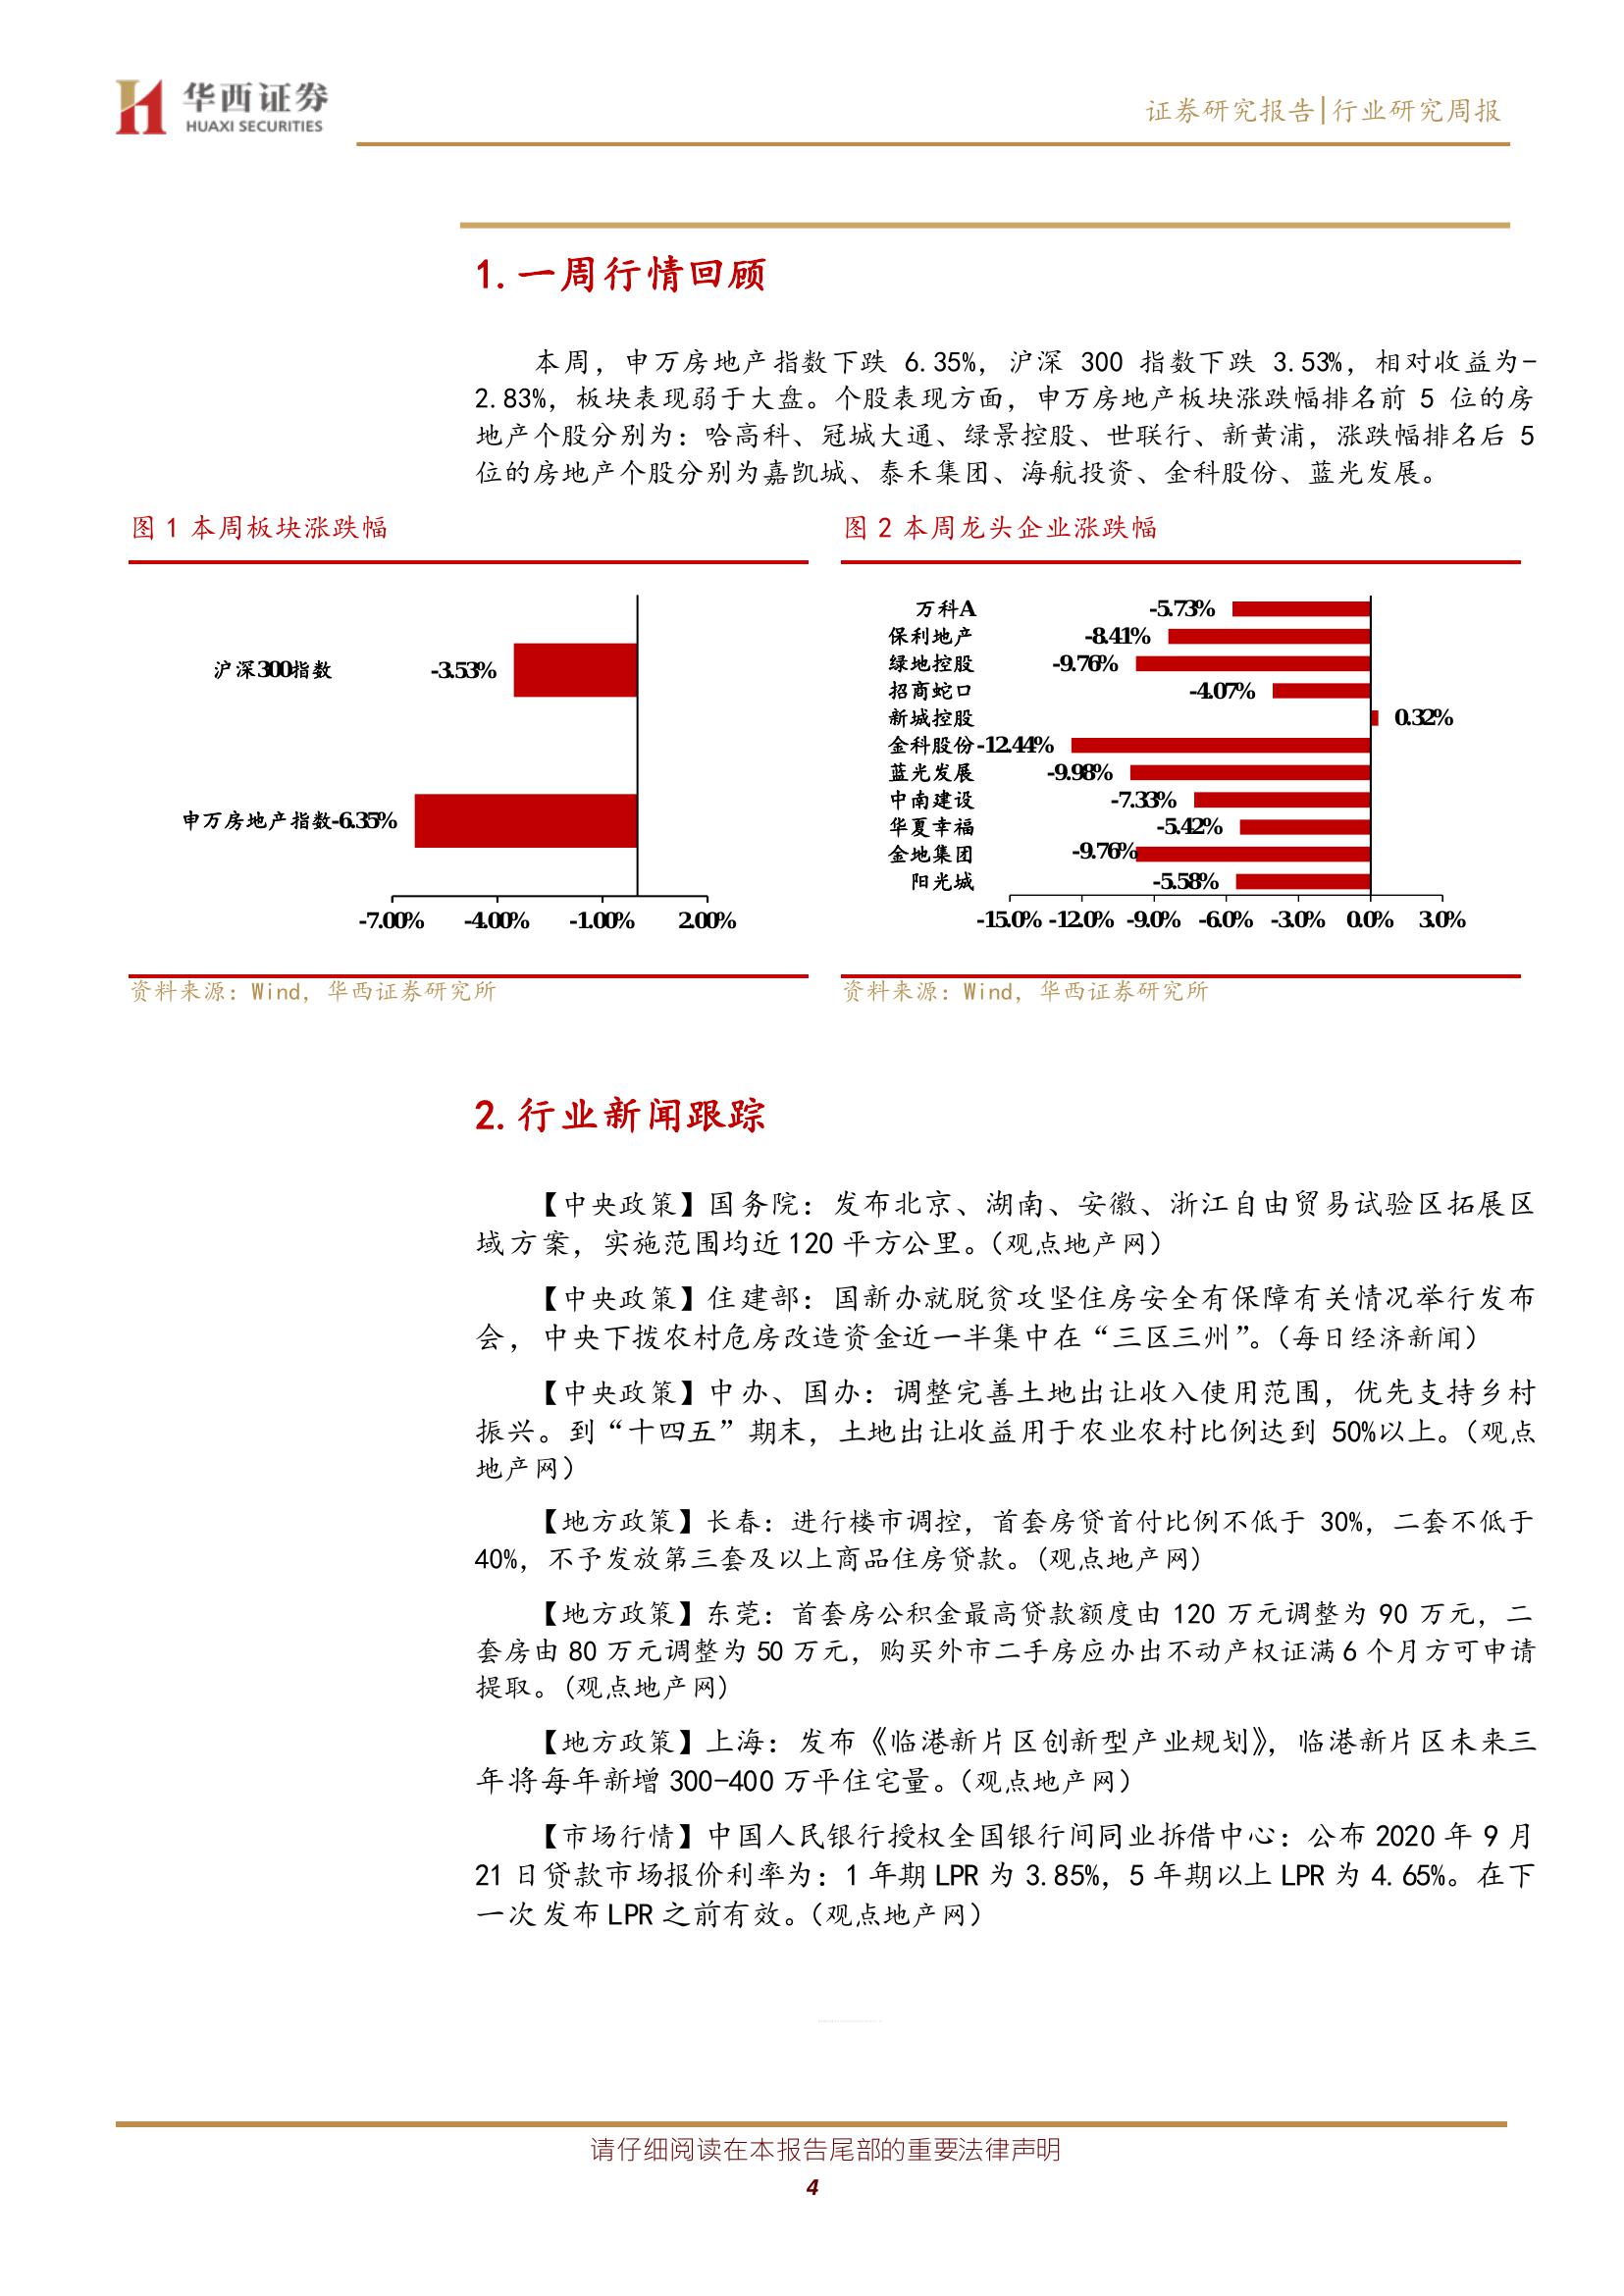 华西证券
HUAXI SECURITIES
证券研究报告|行业研究周报
1.一周行情回顾
本周，申万房地产指数下跌 6.35%，沪深 300 指数下跌 3.53%，相对收益为-
2.83%，板块表现弱于大盘。个股表现方面，申万房地产板块涨跌幅排名前 5 位的房
地产个股分别为：哈高科、冠城大通、绿景控股、世联行、新黄浦，涨跌幅排名后 5
位的房地产个股分别为嘉凯城、泰禾集团、海航投资、金科股份、蓝光发展。
图 1 本周板块涨跌幅
沪深300指数 -3.53%
申万房地产指数 -6.35%
-7.00% -4.00% -1.00% 2.00%
资料来源：Wind，华西证券研究所
图 2 本周龙头企业涨跌幅
万科A -5.73%
保利地产 -8.41%
绿地控股 -9.76%
招商蛇口 -4.07%
新城控股 0.32%
金科股份 -12.44%
蓝光发展 -9.98%
中南建设 -7.33%
华夏幸福 -5.42%
金地集团 -9.76%
阳光城 -5.58%
-15.0% -12.0% -9.0% -6.0% -3.0% 0.0% 3.0%
资料来源：Wind，华西证券研究所
2.行业新闻跟踪
【中央政策】国务院：发布北京、湖南、安徽、浙江自由贸易试验区拓展区
域方案，实施范围均近 120 平方公里。（观点地产网）
【中央政策】住建部：国新办就脱贫攻坚住房安全有保障有关情况举行发布
会，中央下拨农村危房改造资金近一半集中在“三区三州”。（每日经济新闻）
【中央政策】中办、国办：调整完善土地出让收入使用范围，优先支持乡村
振兴。到“十四五”期末，土地出让收益用于农业农村比例达到 50%以上。（观点
地产网）
【地方政策】长春：进行楼市调控，首套房贷首付比例不低于 30%，二套不低于
40%，不予发放第三套及以上商品住房贷款。(观点地产网)
【地方政策】东莞：首套房公积金最高贷款额度由 120 万元调整为 90 万元，二
套房由 80 万元调整为 50 万元，购买外市二手房应办出不动产权证满 6 个月方可申请
提取。(观点地产网)
【地方政策】上海：发布《临港新片区创新型产业规划》，临港新片区未来三
年将每年新增 300-400 万平住宅量。（观点地产网）
【市场行情】中国人民银行授权全国银行间同业拆借中心：公布 2020 年 9 月
21 日贷款市场报价利率为：1 年期 LPR 为 3.85%，5 年期以上 LPR 为 4.65%。在下
一次发布 LPR 之前有效。（观点地产网）
请仔细阅读在本报告尾部的重要法律声明
4